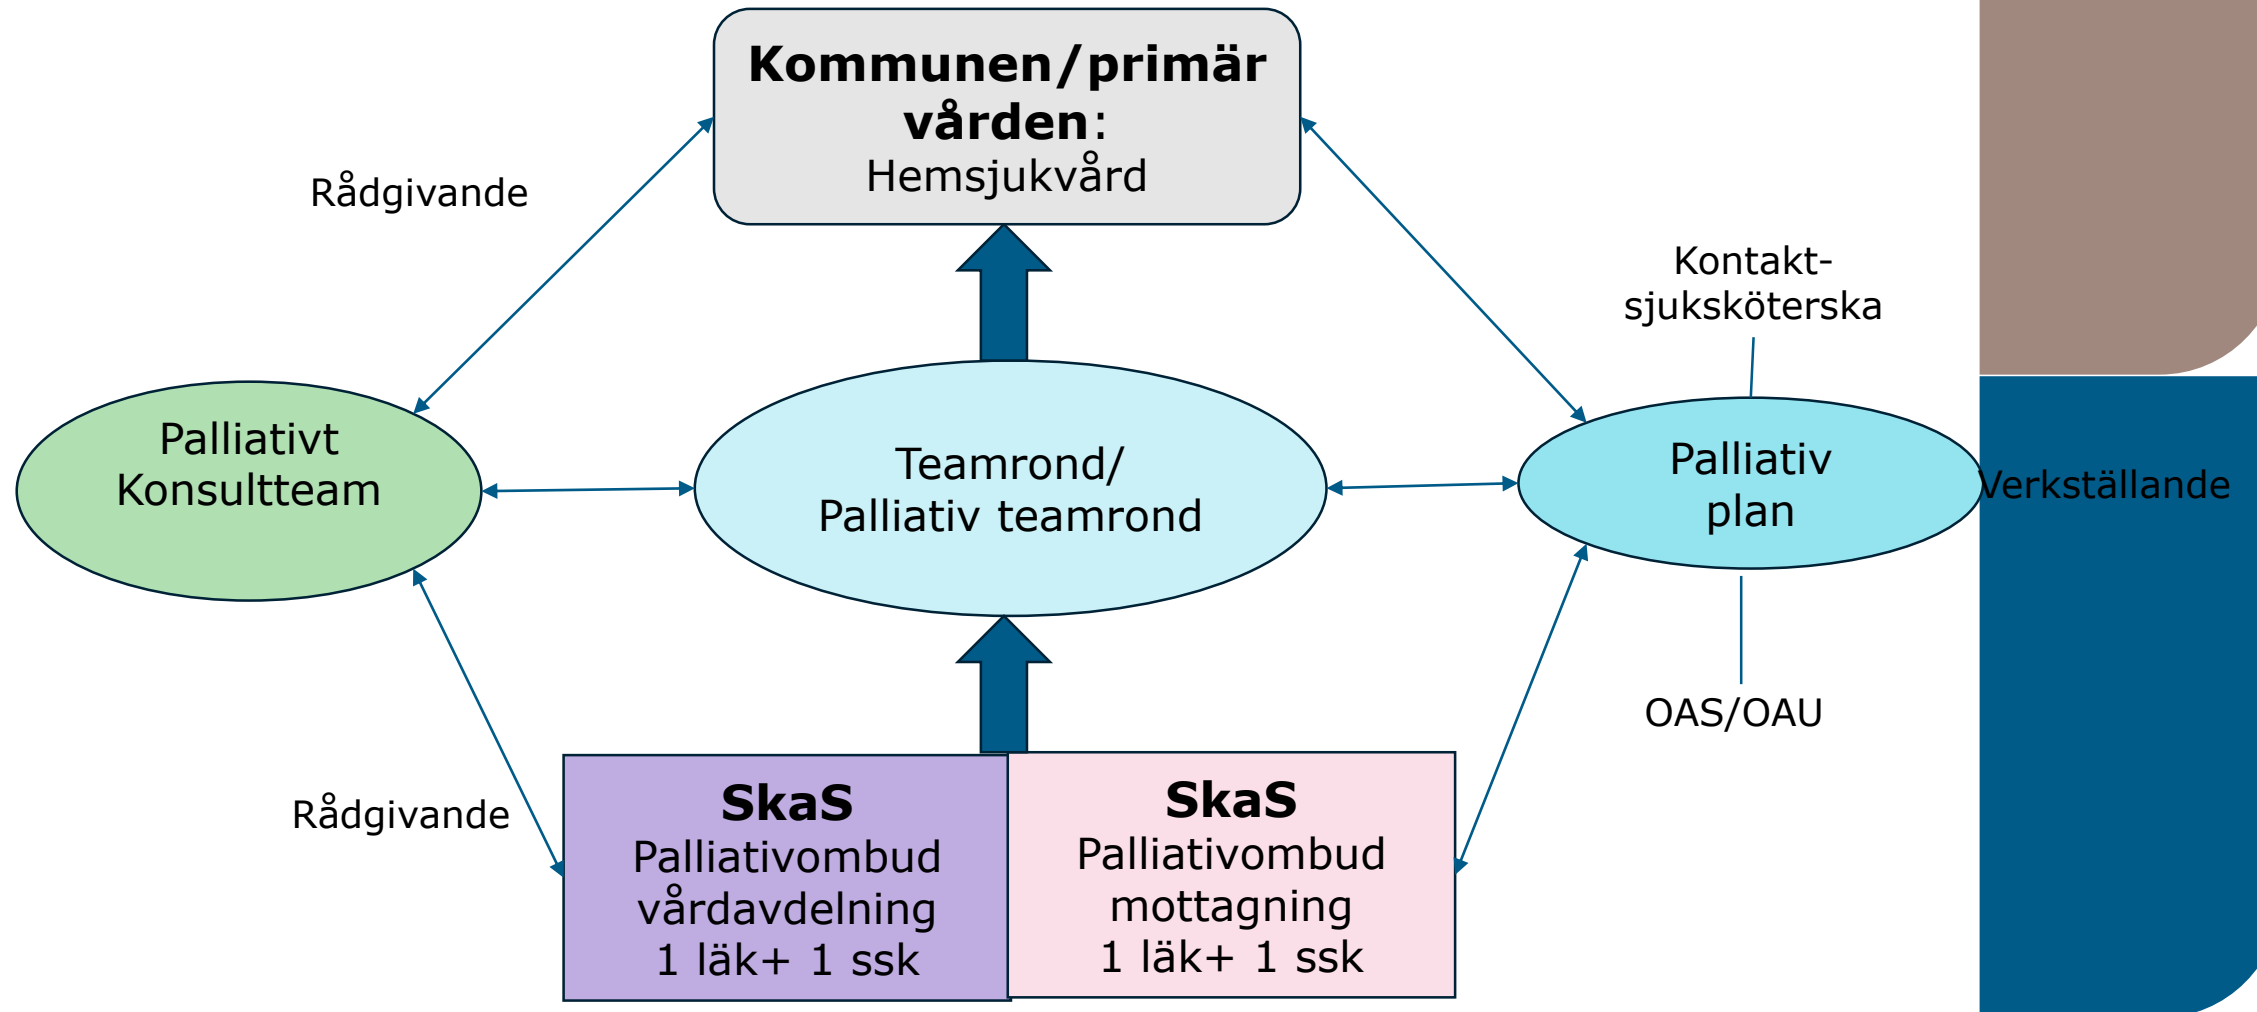 Kommunen/primär
vården:
Hemsjukvård
Rådgivande
Kontakt-
sjuksköterska
Palliativt
Konsultteam
Teamrond/
Palliativ teamrond
Palliativ
plan
Verkställande
OAS/OAU
Rådgivande
SkaS
Palliativombud
vårdavdelning
1 läk+ 1 ssk
SkaS
Palliativombud
mottagning
1 läk+ 1 ssk